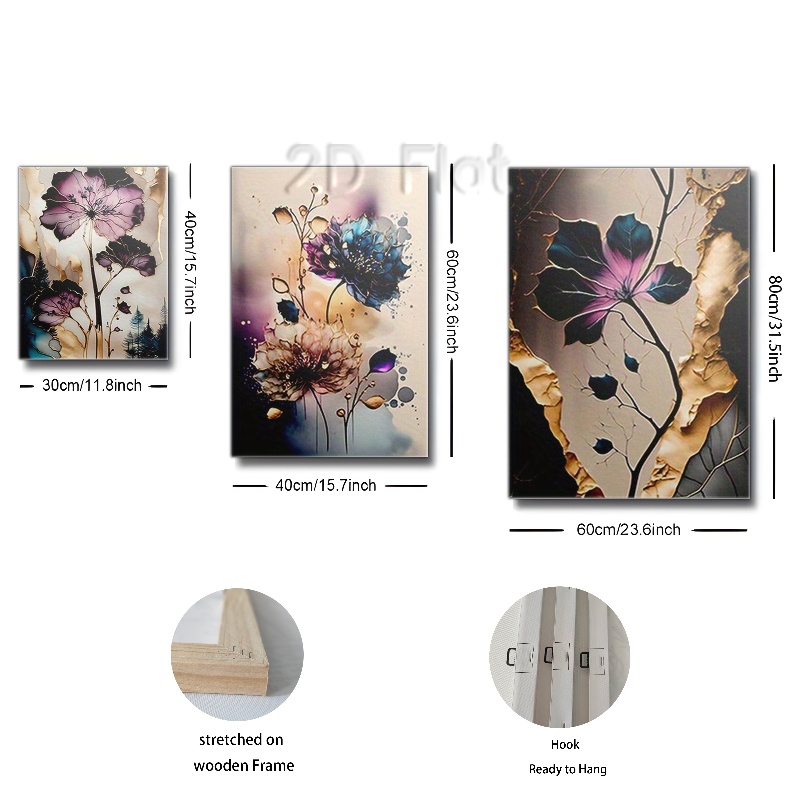 2D Flat
40cm/15.7inch
60cm/23.6inch
80cm/31.5inch
30cm/11.8inch
40cm/15.7inch
60cm/23.6inch
stretched on
wooden Frame
Hook
Ready to Hang